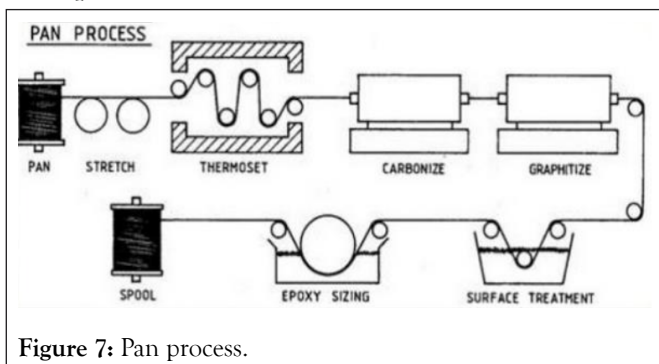 PAN PROCESS
PAN STRETCH THERMOSET CARBONIZE GRAPHITIZE
SPOOL EPOXY SIZING SURFACE TREATMENT
Figure 7: Pan process.